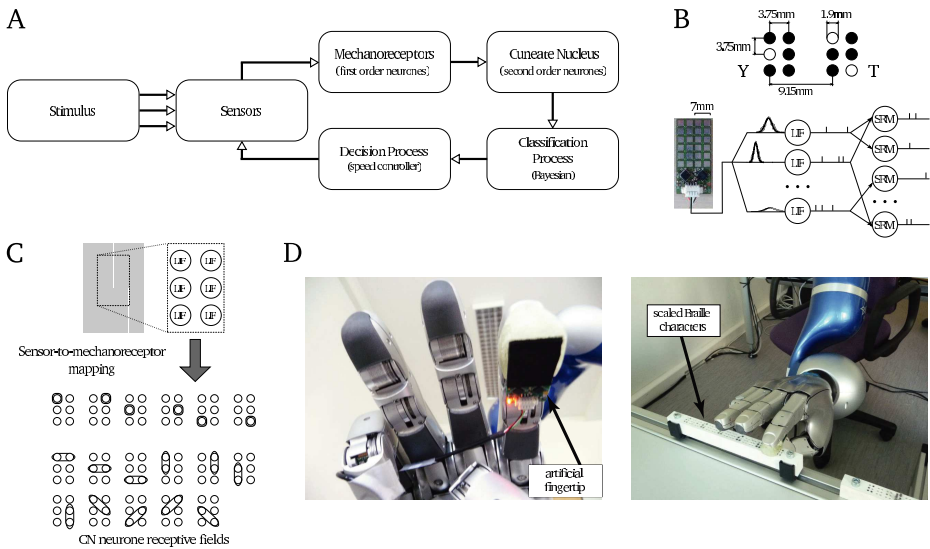 A
Stimulus
Sensors
Mechanoreceptors
(first order neurones)
Cuneate Nucleus
(second order neurones)
Decision Process
(speed controller)
Classification
Process
(Bayesian)
B
3.75mm
1.9mm
3.75mm
Y
T
9.15mm
7mm
LIF
LIF
LIF
SRM
SRM
SRM
SRM
C
LIF LIF
LIF LIF
LIF LIF
Sensor-to-mechanoreceptor
mapping
CN neurone receptive fields
D
artificial
fingertip
scaled Braille
characters